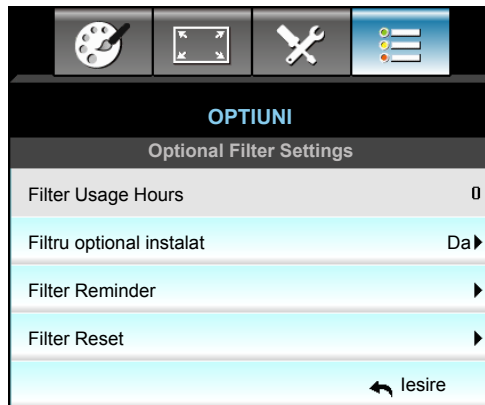 OPTIUNI
Optional Filter Settings
Filter Usage Hours 0
Filtru optional instalat Da
Filter Reminder
Filter Reset
Iesire